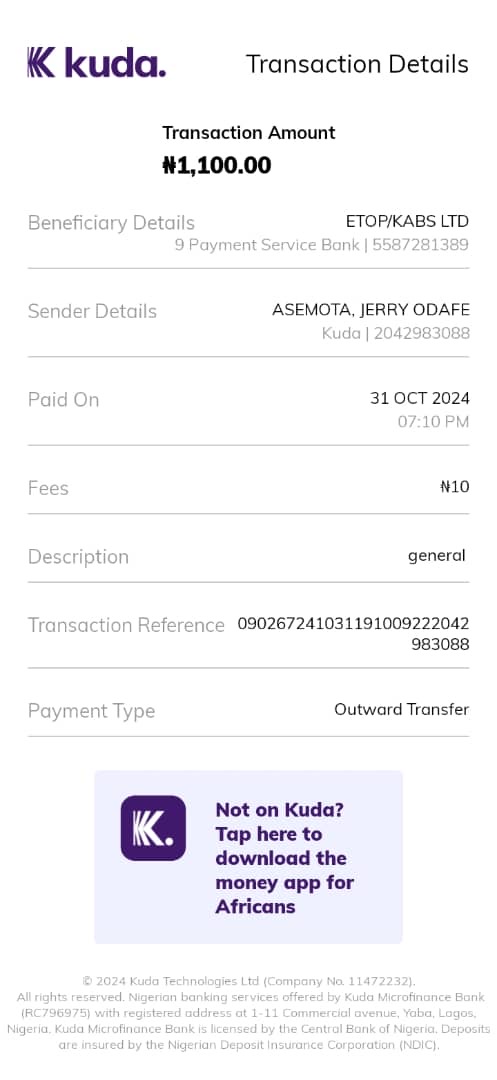 kuda.
Transaction Details
Transaction Amount
₦1,100.00
Beneficiary Details
ETOP/KABS LTD
9 Payment Service Bank | 5587281389
Sender Details
ASEMOTA, JERRY ODAFE
Kuda | 2042983088
Paid On
31 OCT 2024
07:10 PM
Fees
₦10
Description
general
Transaction Reference
090267241031191009222042
983088
Payment Type
Outward Transfer
K.
Not on Kuda?
Tap here to
download the
money app for
Africans
© 2024 Kuda Technologies Ltd (Company No. 11472232).
All rights reserved. Nigerian banking services offered by Kuda Microfinance Bank
(RC796975) with registered address at 1-11 Commercial avenue, Yaba, Lagos,
Nigeria. Kuda Microfinance Bank is licensed by the Central Bank of Nigeria. Deposits
are insured by the Nigerian Deposit Insurance Corporation (NDIC).